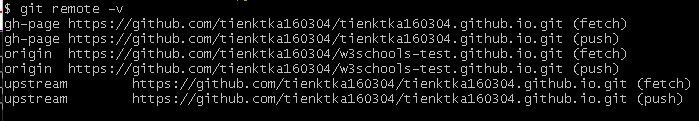 $ git remote -v
gh-page https://github.com/tienktka160304/tienktka160304.github.io.git (fetch)
gh-page https://github.com/tienktka160304/tienktka160304.github.io.git (push)
origin  https://github.com/tienktka160304/w3schools-test.github.io.git (fetch)
origin  https://github.com/tienktka160304/w3schools-test.github.io.git (push)
upstream        https://github.com/tienktka160304/tienktka160304.github.io.git (fetch)
upstream        https://github.com/tienktka160304/tienktka160304.github.io.git (push)